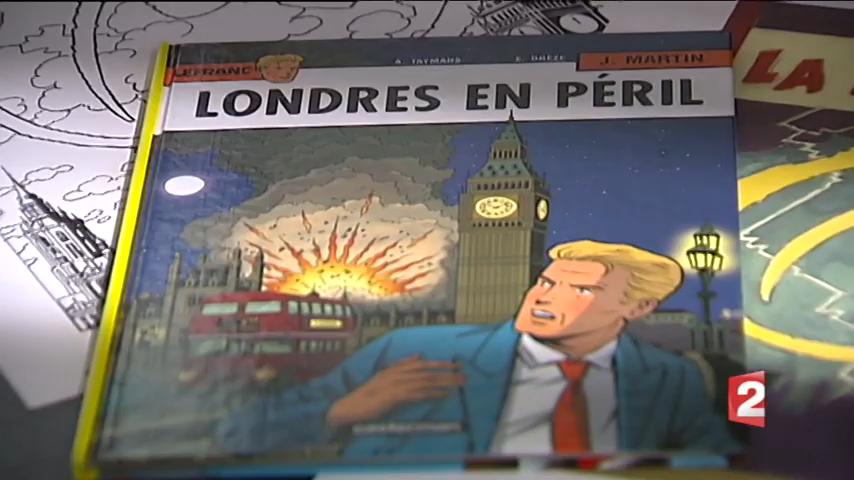 LEFRANC
A. TAYMANS E. DRÈZE
J. MARTIN
LONDRES EN PÉRIL
LA
2